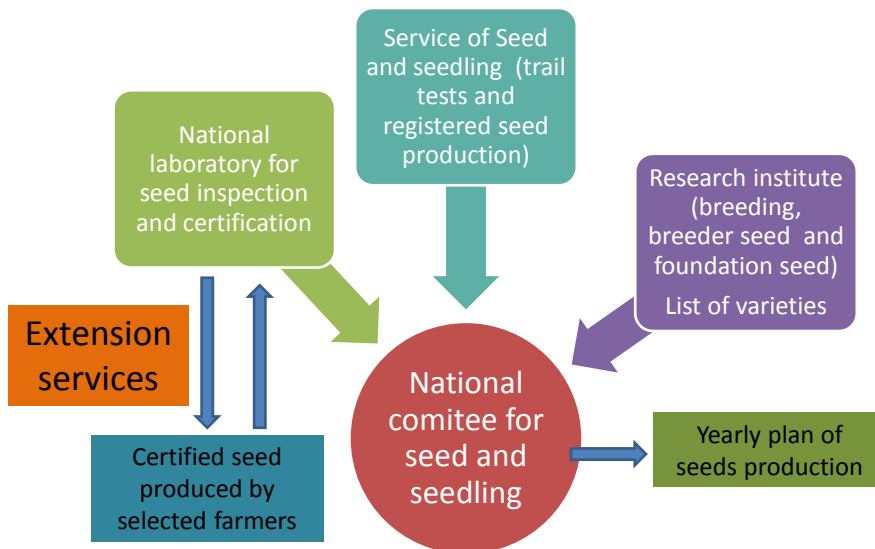 Service of Seed
and seedling (trail
tests and
registered seed
production)
National
laboratory for
seed inspection
and certification
Research institute
(breeding,
breeder seed and
foundation seed)
List of varieties
Extension
services
National
comitee for
seed and
seedling
Certified seed
produced by
selected farmers
Yearly plan of
seeds production